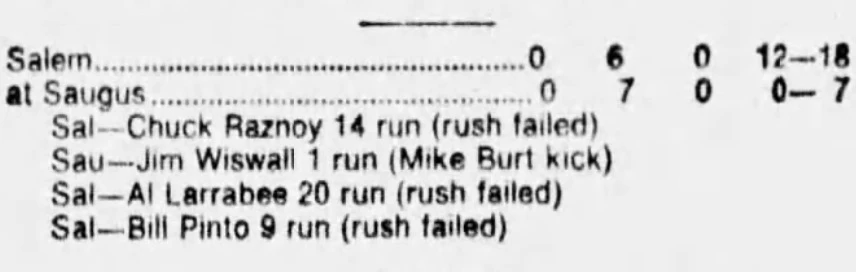 Salem..........................................0 6 0 12—18
at Saugus...................................... 0 7 0 0— 7
Sal—Chuck Raznoy 14 run (rush failed)
Sau—Jim Wiswall 1 run (Mike Burt kick)
Sal—Al Larrabee 20 run (rush failed)
Sal—Bill Pinto 9 run (rush failed)